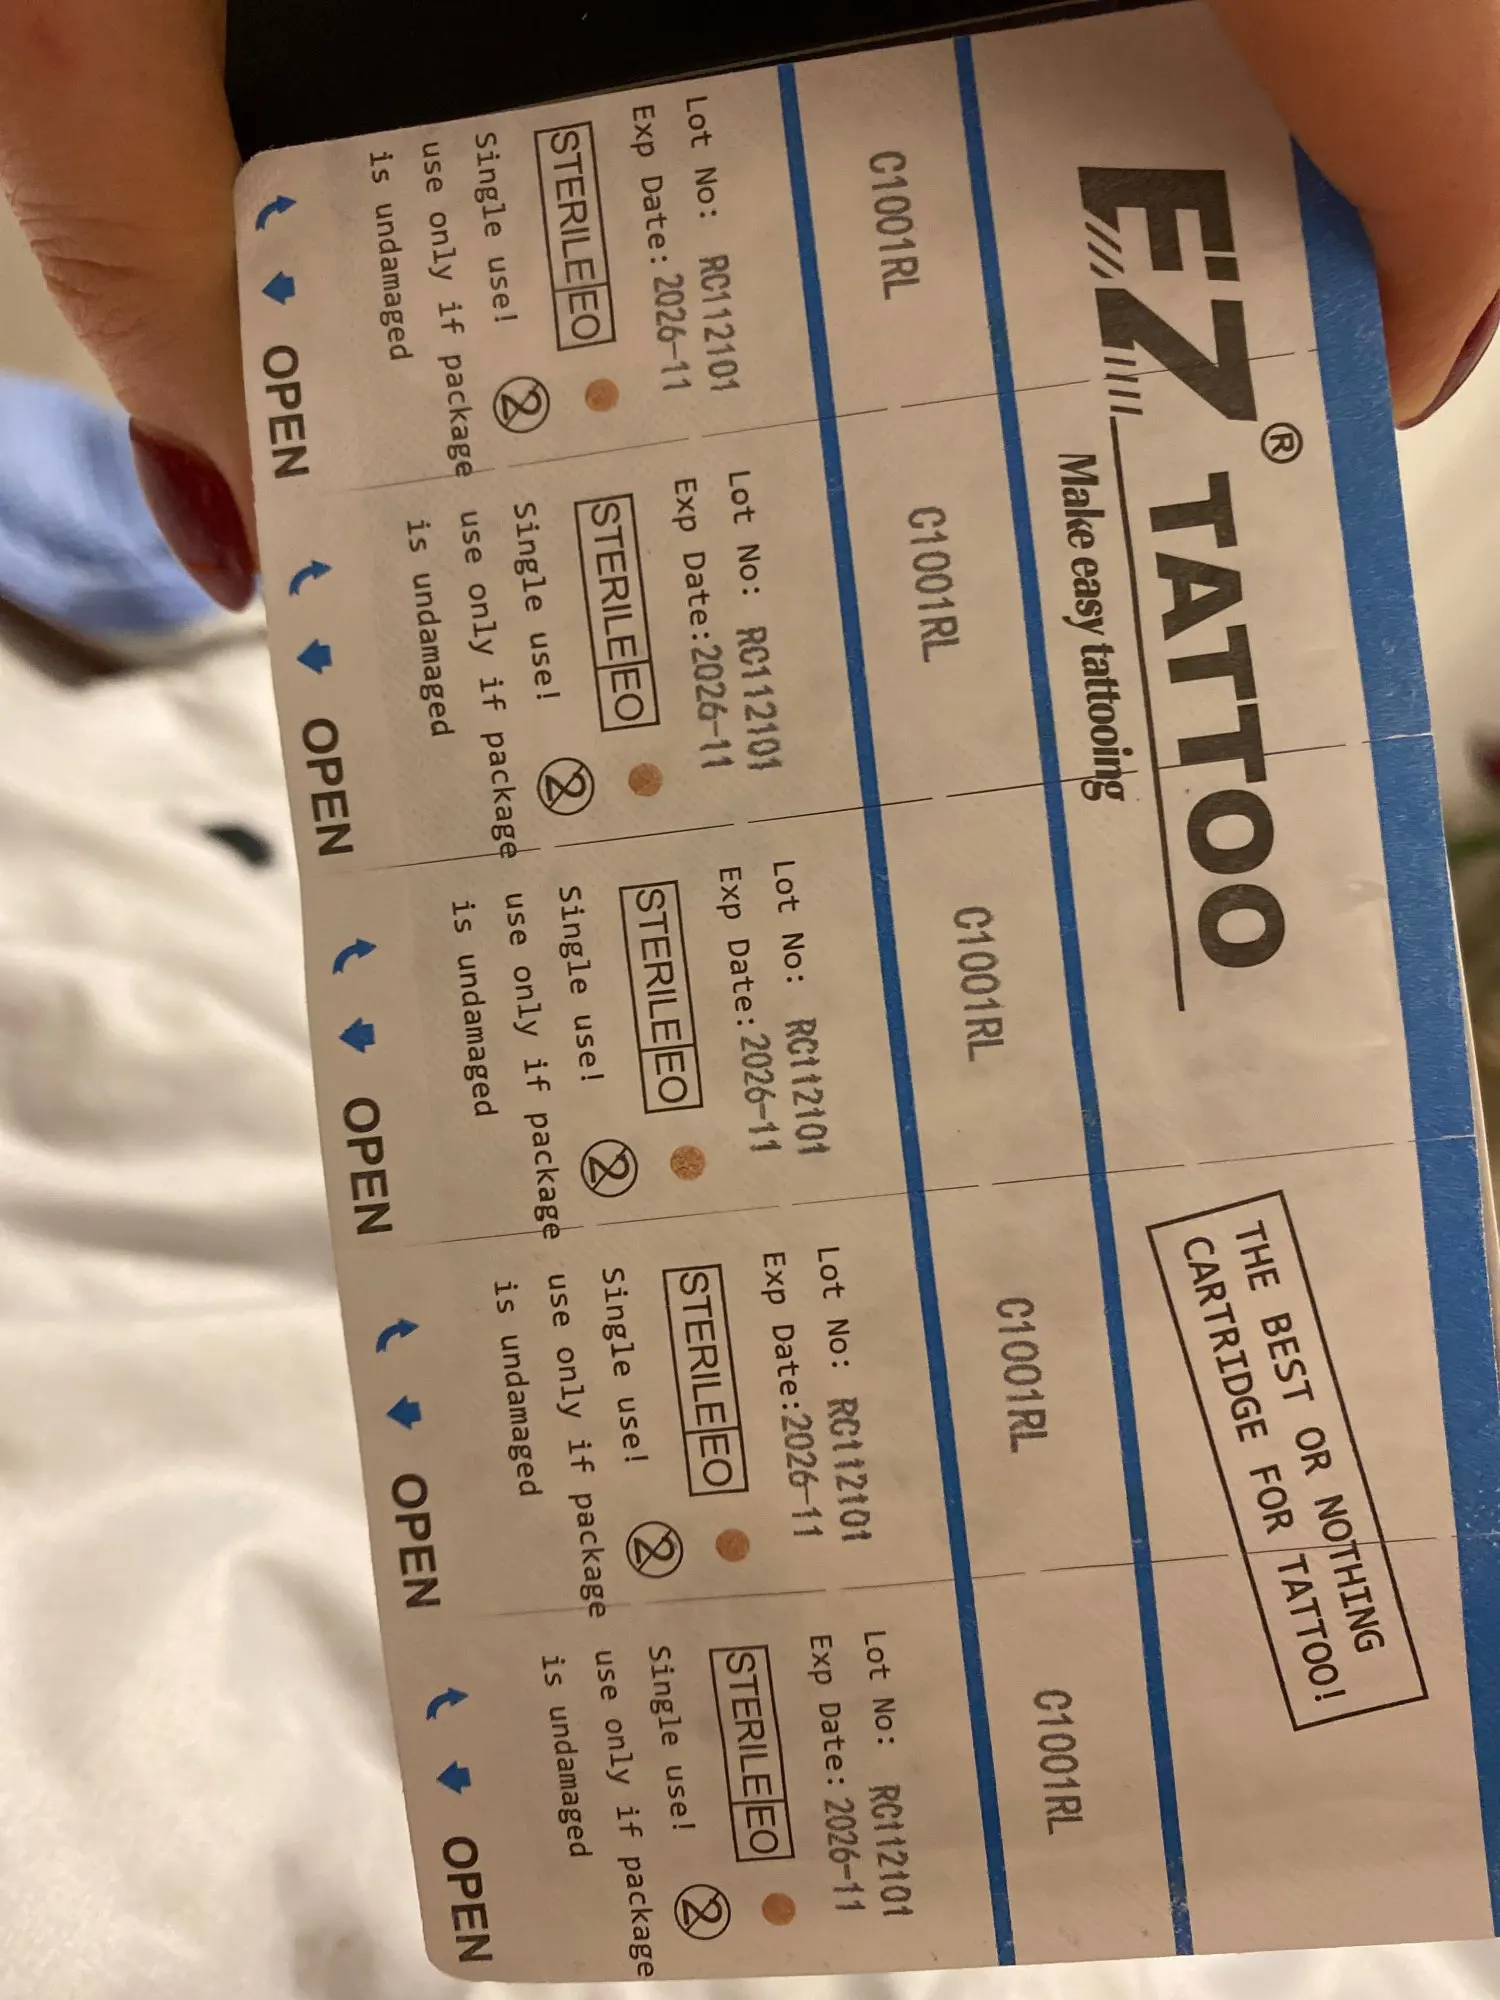 EZ® TATTOO
Make easy tattooing
THE BEST OR NOTHING
CARTRIDGE FOR TATTOO!
C1001RL
C1001RL
C1001RL
C1001RL
C1001RL
Lot No: RC112101
Exp Date: 2026-11
STERILE EO
2
Single use!
use only if package
is undamaged
OPEN
Lot No: RC112101
Exp Date:2026-11
STERILE EO
2
Single use!
use only if package
is undamaged
OPEN
Lot No: RC112101
Exp Date:2026-11
STERILE EO
2
Single use!
use only if package
is undamaged
OPEN
Lot No: RC112101
Exp Date:2026-11
STERILE EO
2
Single use!
use only if package
is undamaged
OPEN
Lot No: RC112101
Exp Date: 2026-11
STERILE EO
2
Single use!
use only if package
is undamaged
OPEN